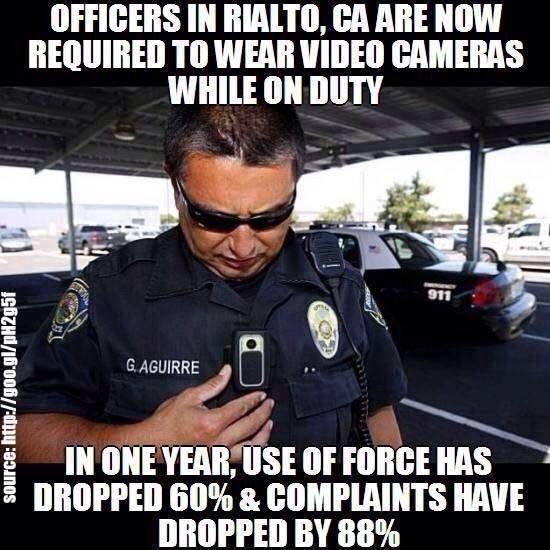 OFFICERS IN RIALTO, CA ARE NOW
REQUIRED TO WEAR VIDEO CAMERAS
WHILE ON DUTY
EMERGENCY
911
G. AGUIRRE
source: http://goo.gl/pH2g5f
IN ONE YEAR, USE OF FORCE HAS
DROPPED 60% & COMPLAINTS HAVE
DROPPED BY 88%